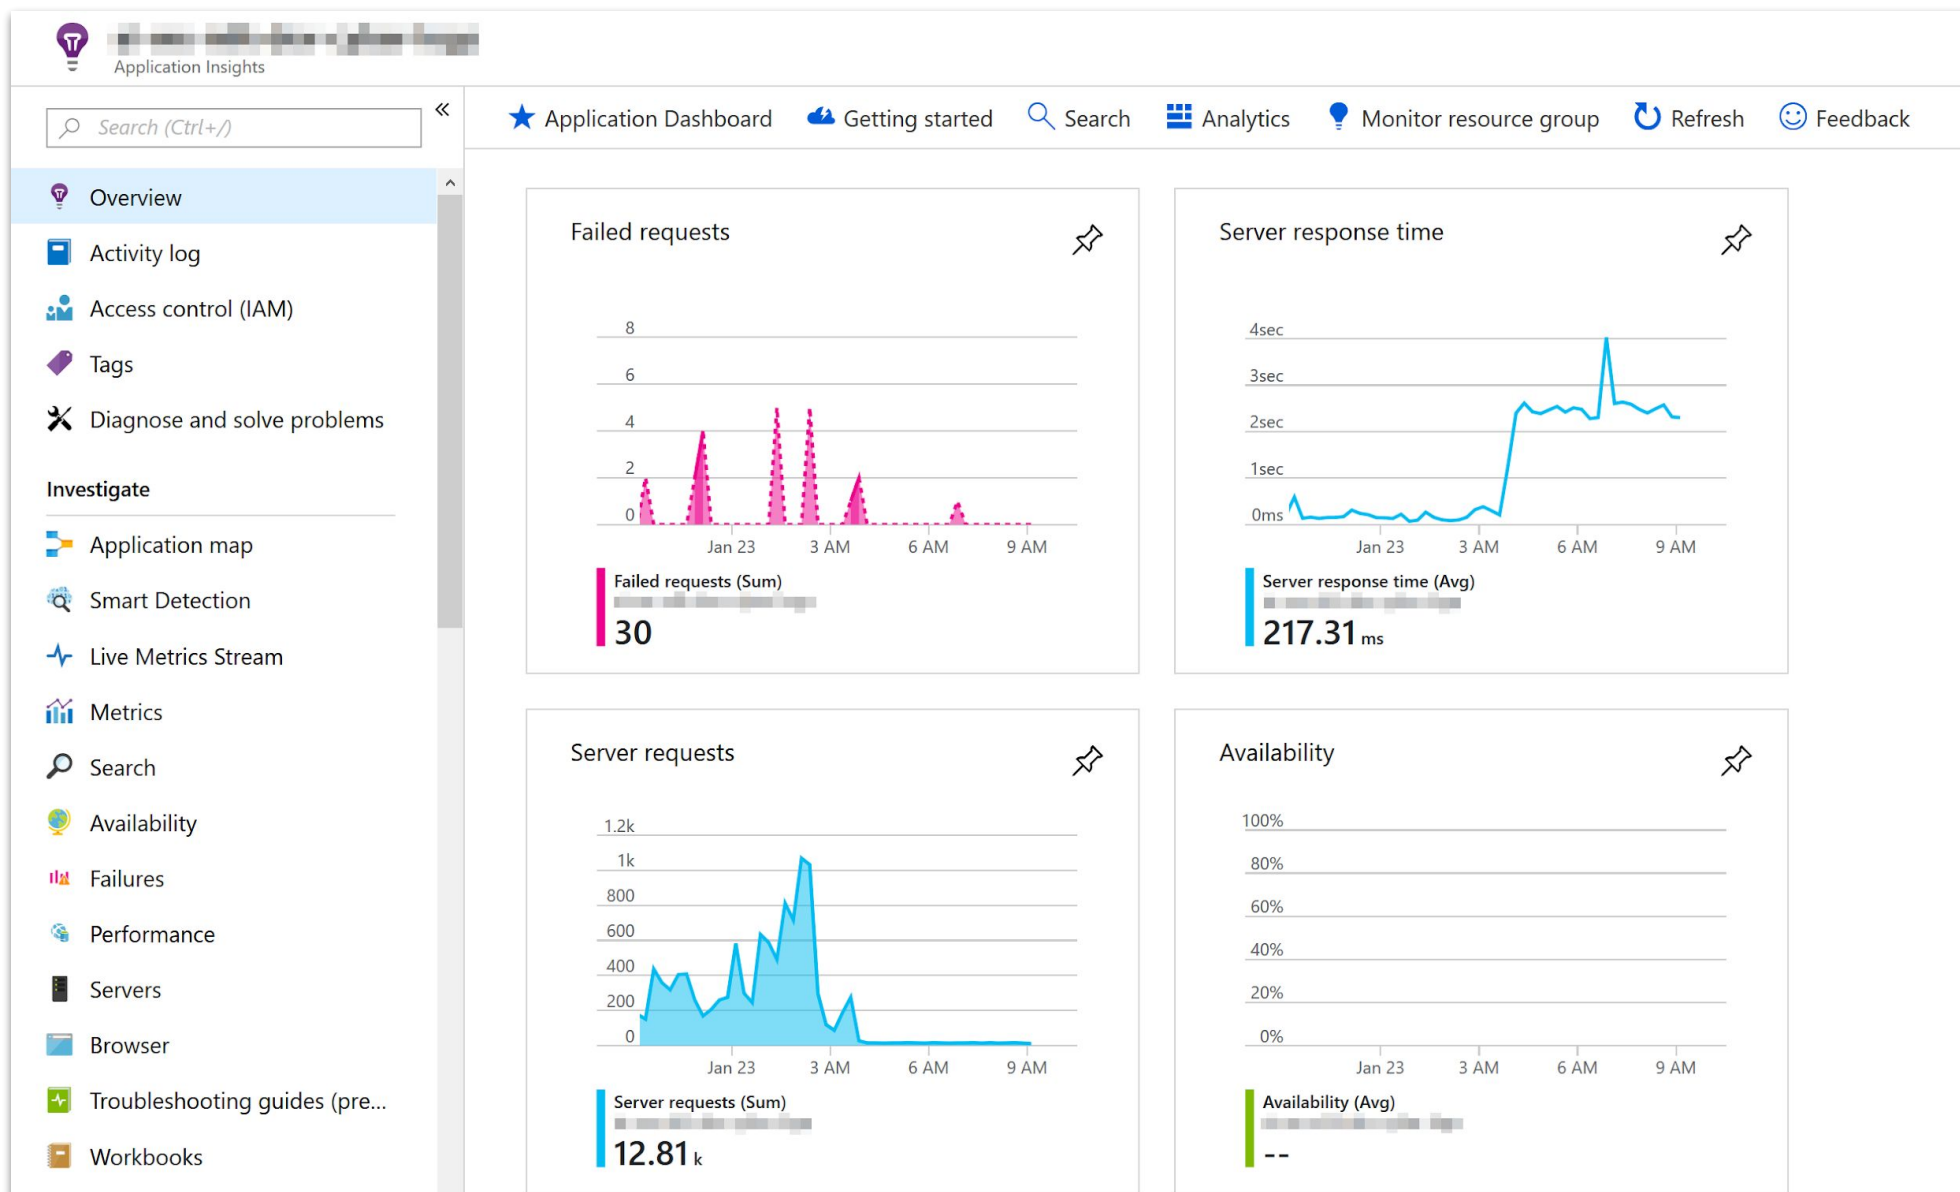 Application Insights
Search (Ctrl+/)
«
Application Dashboard
Getting started
Search
Analytics
Monitor resource group
Refresh
Feedback
Overview
Activity log
Access control (IAM)
Tags
Diagnose and solve problems
Investigate
Application map
Smart Detection
Live Metrics Stream
Metrics
Search
Availability
Failures
Performance
Servers
Browser
Troubleshooting guides (pre...
Workbooks
Failed requests
8
6
4
2
0
Jan 23 3 AM 6 AM 9 AM
Failed requests (Sum)
30
Server response time
4sec
3sec
2sec
1sec
0ms
Jan 23 3 AM 6 AM 9 AM
Server response time (Avg)
217.31 ms
Server requests
1.2k
1k
800
600
400
200
0
Jan 23 3 AM 6 AM 9 AM
Server requests (Sum)
12.81 k
Availability
100%
80%
60%
40%
20%
0%
Jan 23 3 AM 6 AM 9 AM
Availability (Avg)
--